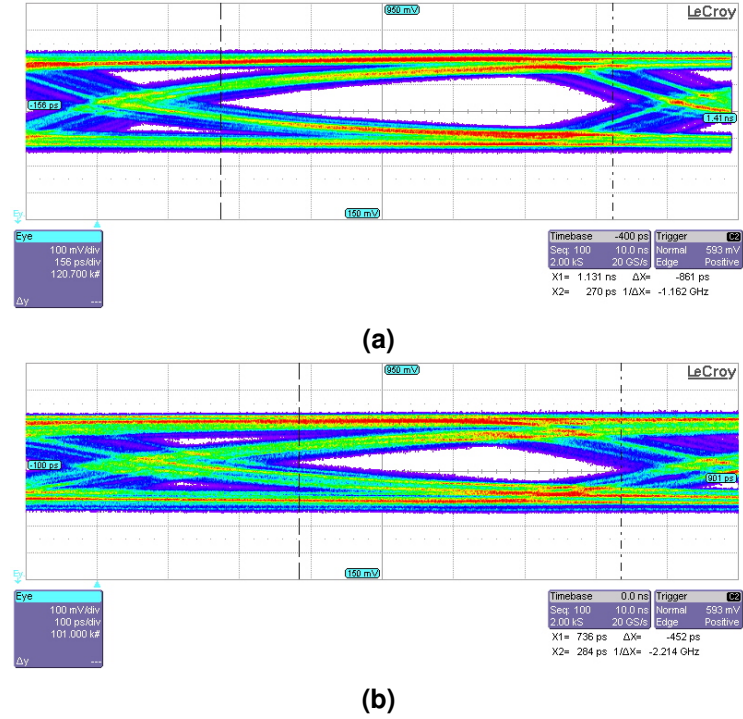 950 mV
LeCroy
-156 ps
1.41 ns
150 mV
Eye
100 mV/div
156 ps/div
120.700 k#
Δy ---
Timebase -400 ps
Seq: 100 10.0 ns
2.00 kS 20 GS/s
Trigger C2
Normal 593 mV
Edge Positive
X1= 1.131 ns ΔX= -861 ps
X2= 270 ps 1/ΔX= -1.162 GHz
(a)
950 mV
LeCroy
-100 ps
901 ps
150 mV
Eye
100 mV/div
100 ps/div
101.000 k#
Δy ---
Timebase 0.0 ns
Seq: 100 10.0 ns
2.00 kS 20 GS/s
Trigger C2
Normal 593 mV
Edge Positive
X1= 736 ps ΔX= -452 ps
X2= 284 ps 1/ΔX= -2.214 GHz
(b)